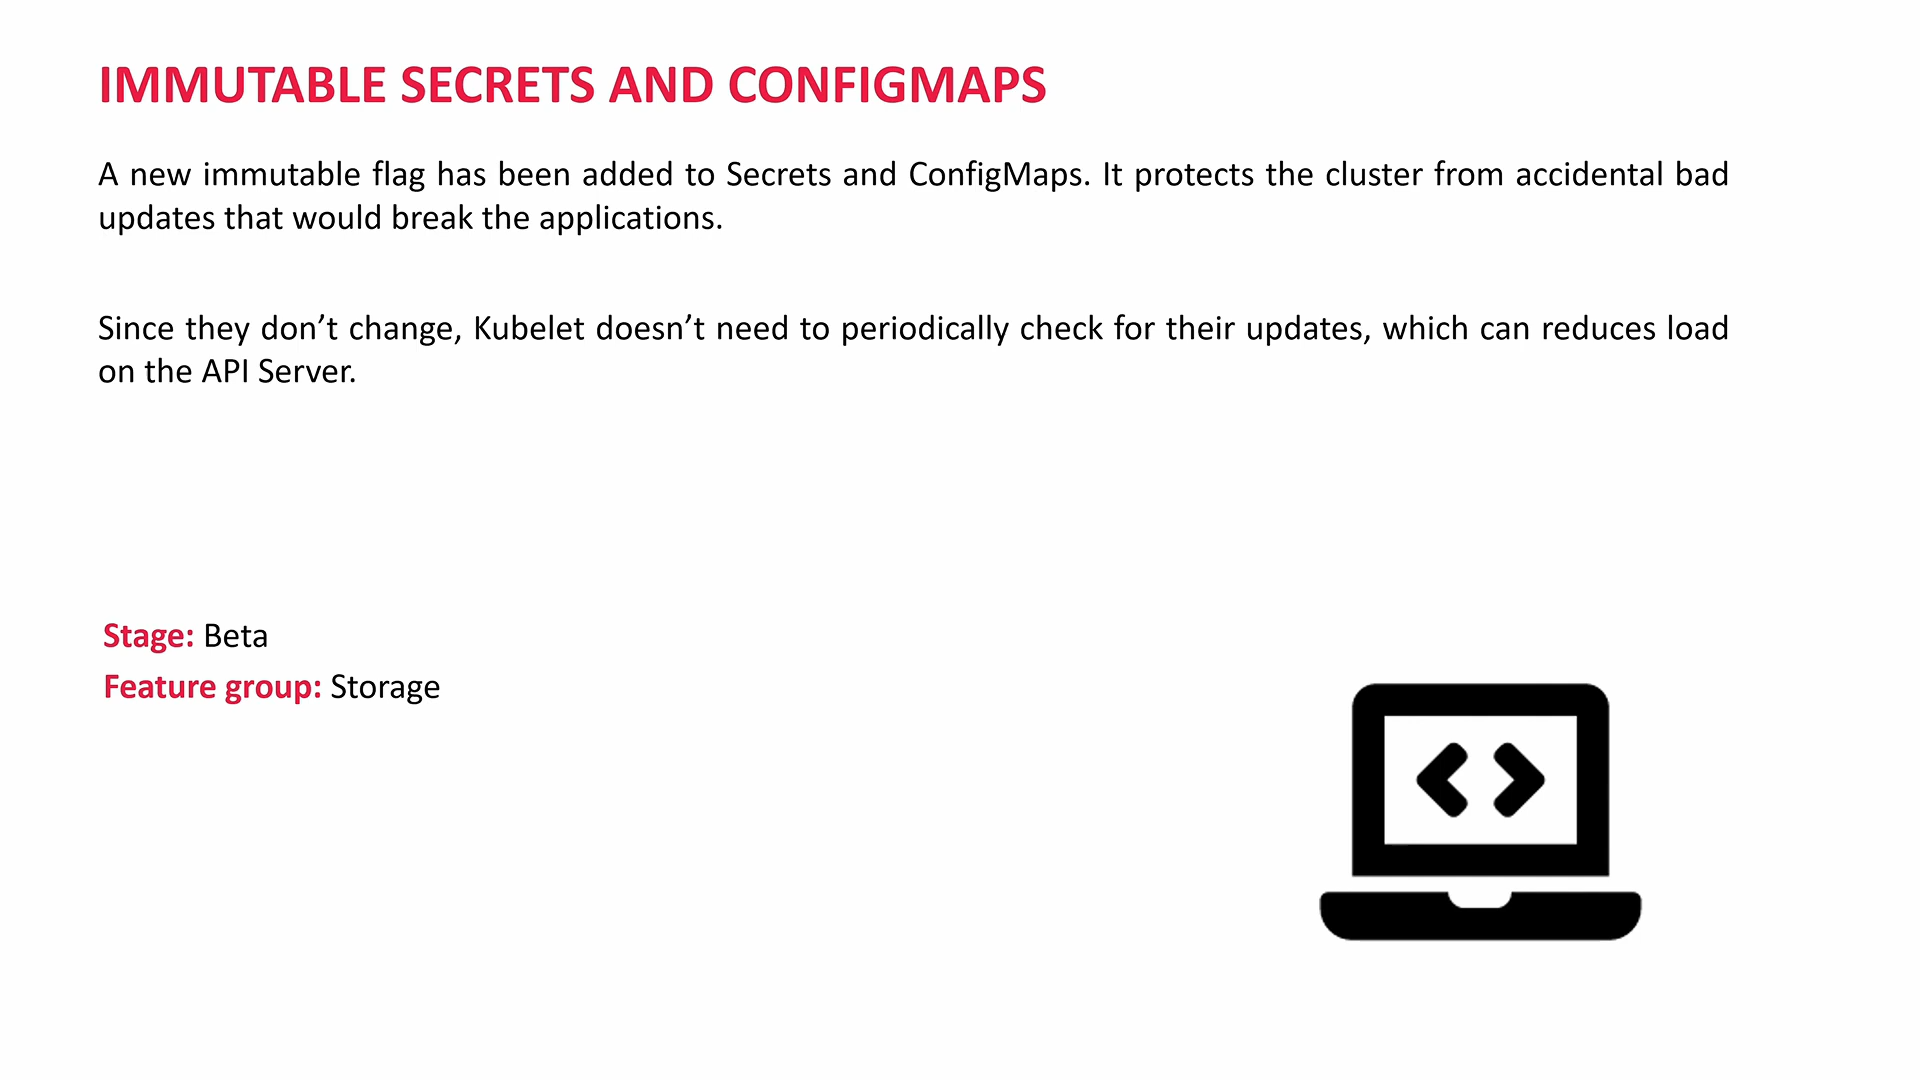 IMMUTABLE SECRETS AND CONFIGMAPS
A new immutable flag has been added to Secrets and ConfigMaps. It protects the cluster from accidental bad
updates that would break the applications.
Since they don’t change, Kubelet doesn’t need to periodically check for their updates, which can reduces load
on the API Server.
Stage: Beta
Feature group: Storage